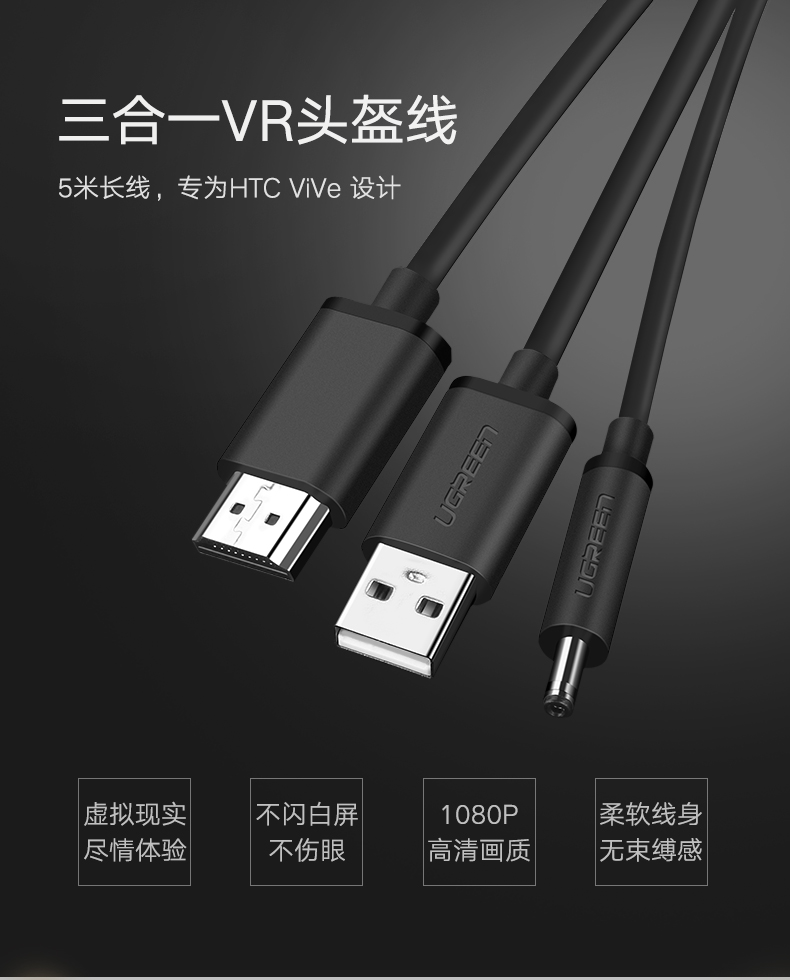 三合一VR头盔线
5米长线，专为HTC ViVe 设计
UGREEN
UGREEN
虚拟现实
尽情体验
不闪白屏
不伤眼
1080P
高清画质
柔软线身
无束缚感